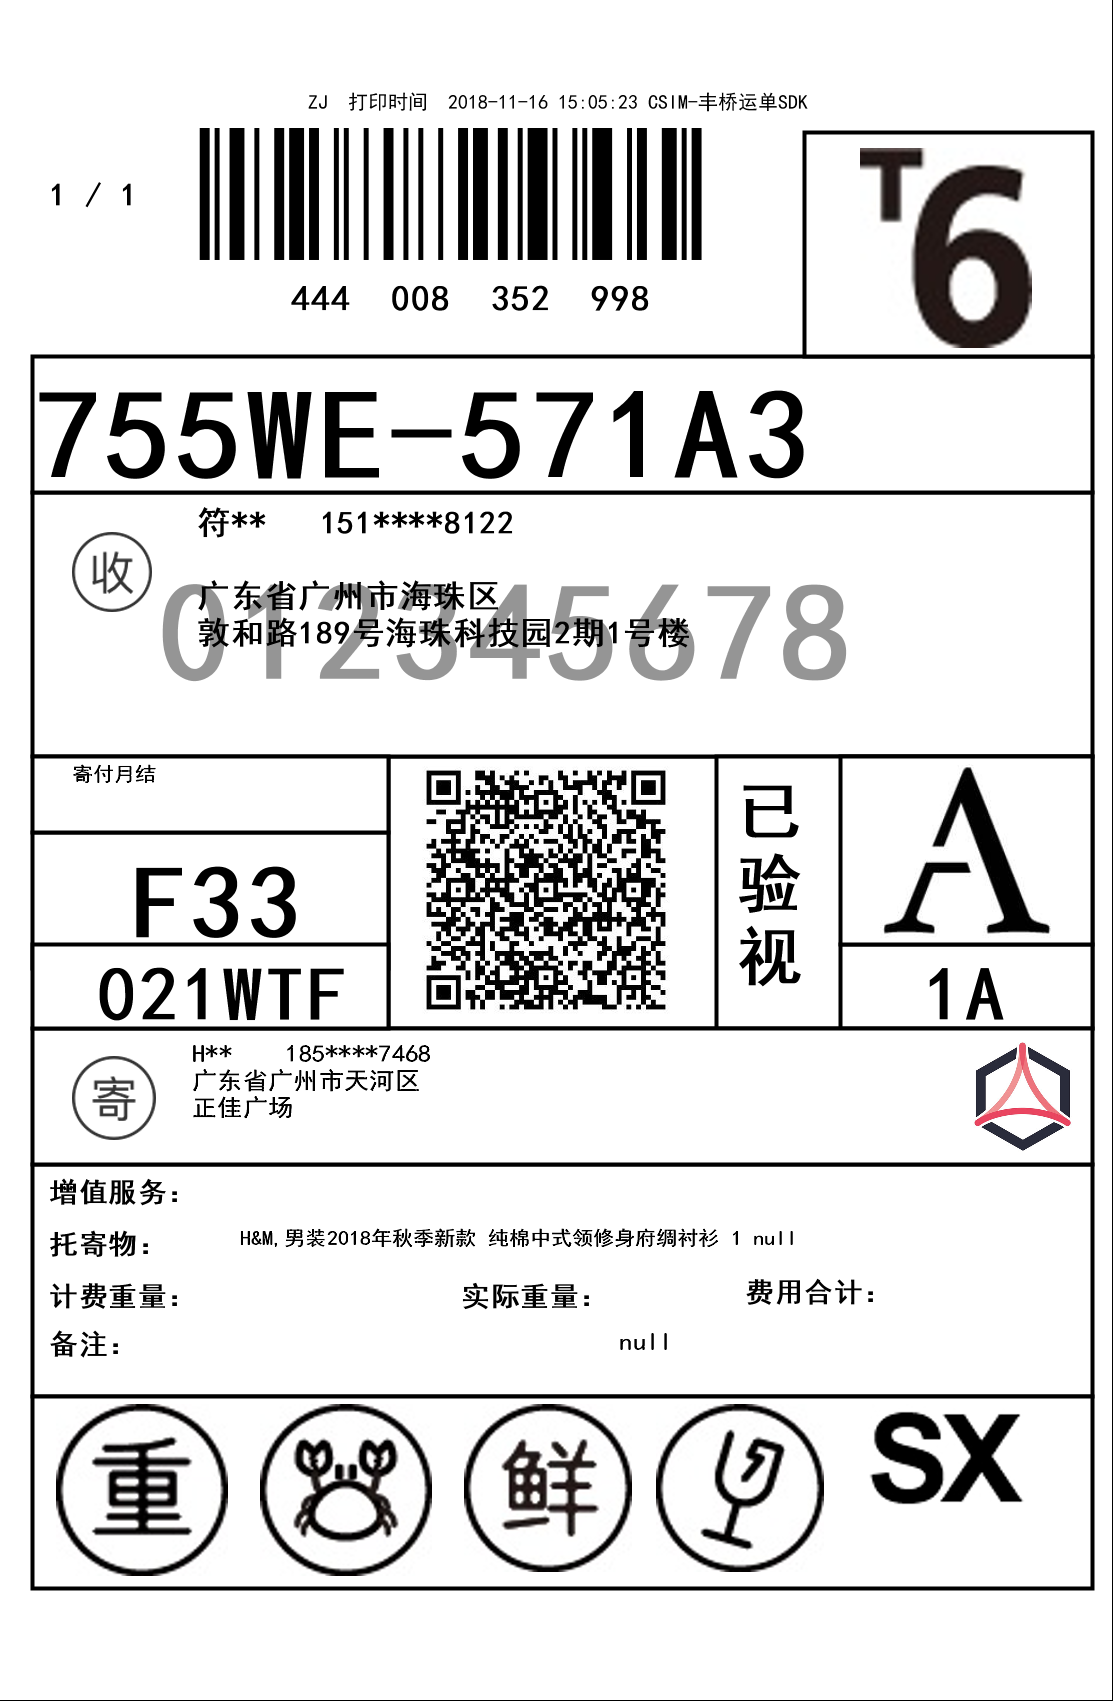 ZJ 打印时间 2018-11-16 15:05:23 CSIM-丰桥运单SDK
1 / 1
444 008 352 998
T6
755WE-571A3
收
符** 151****8122
广东省广州市海珠区
敦和路189号海珠科技园2期1号楼
012345678
寄付月结
F33
021WTF
已验视
A
1A
寄
H** 185****7468
广东省广州市天河区
正佳广场
增值服务：
托寄物： H&M,男装2018年秋季新款 纯棉中式领修身府绸衬衫 1 null
计费重量： 实际重量： 费用合计：
备注： null
重 鲜 SX